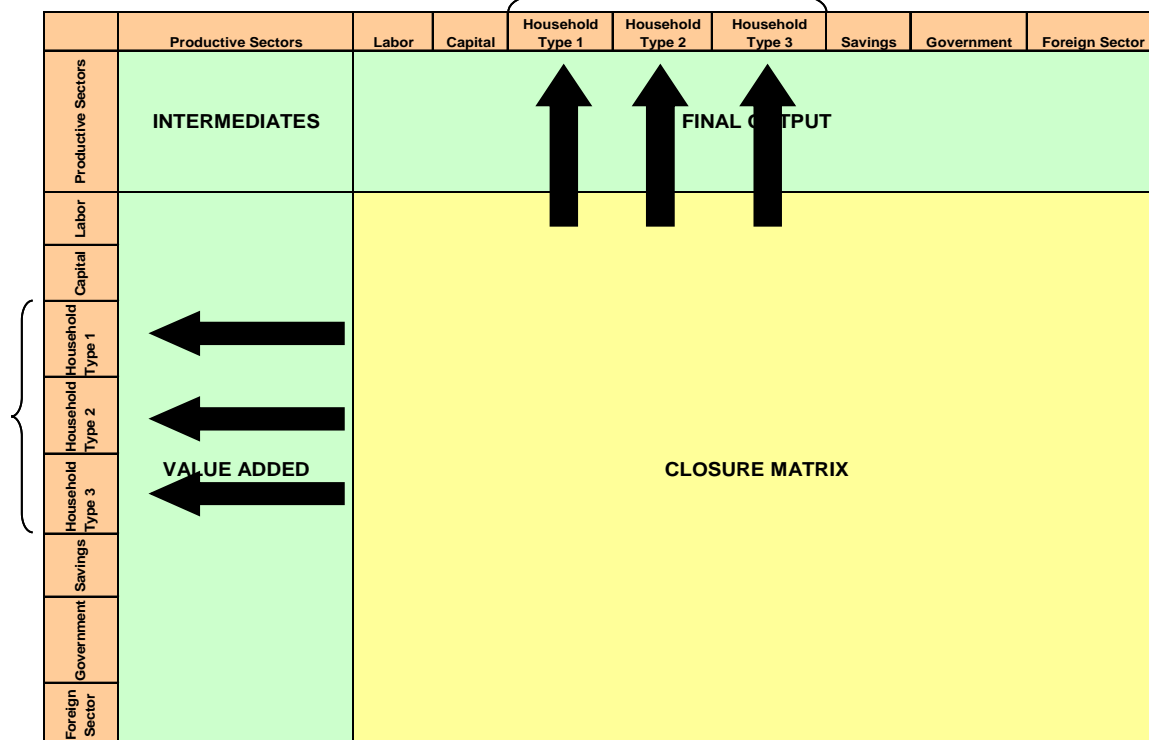 Productive Sectors
Labor
Capital
Household
Type 1
Household
Type 2
Household
Type 3
Savings
Government
Foreign Sector
Productive Sectors
INTERMEDIATES
FINAL OUTPUT
Labor
Capital
Household
Type 1
Household
Type 2
Household
Type 3
VALUE ADDED
CLOSURE MATRIX
Savings
Government
Foreign
Sector